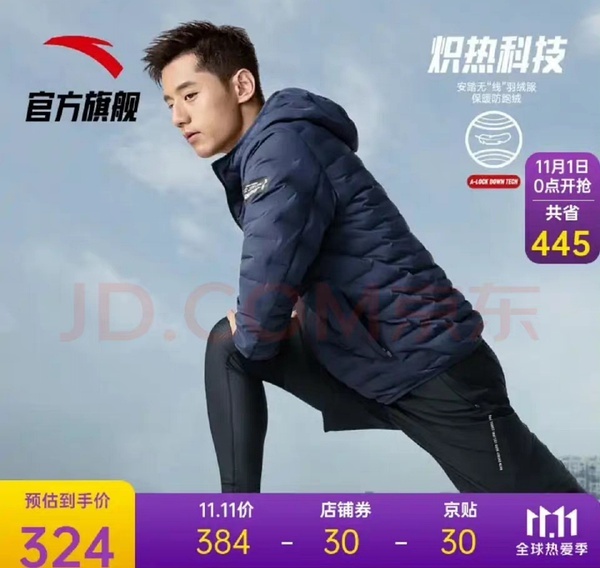 官方旗舰
炽热科技
安踏无“线”羽绒服
保暖防跑绒
A-LOCK DOWN TECH
11月1日
0点开抢
共省
445
JD.COM京东
预估到手价
324
11.11价
384
-
店铺券
30
-
京贴
30
11.11
全球热爱季